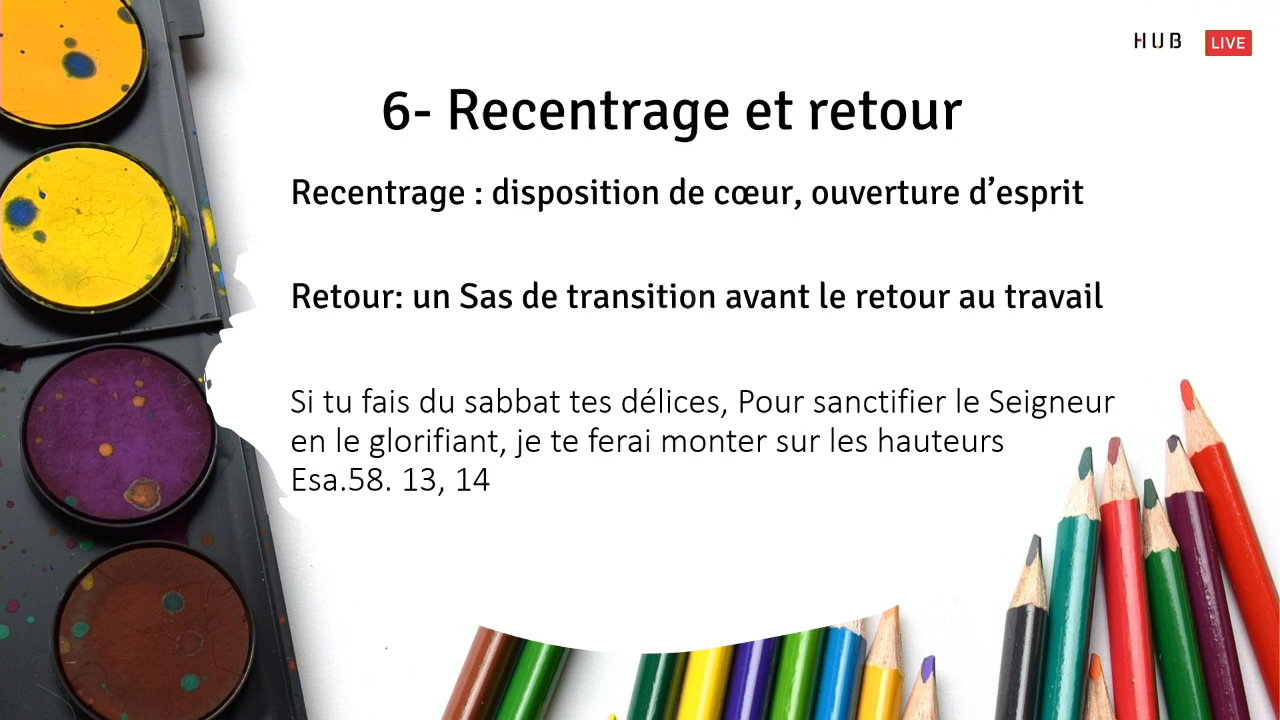 HUB LIVE
6- Recentrage et retour
Recentrage : disposition de cœur, ouverture d’esprit
Retour: un Sas de transition avant le retour au travail
Si tu fais du sabbat tes délices, Pour sanctifier le Seigneur
en le glorifiant, je te ferai monter sur les hauteurs
Esa.58. 13, 14